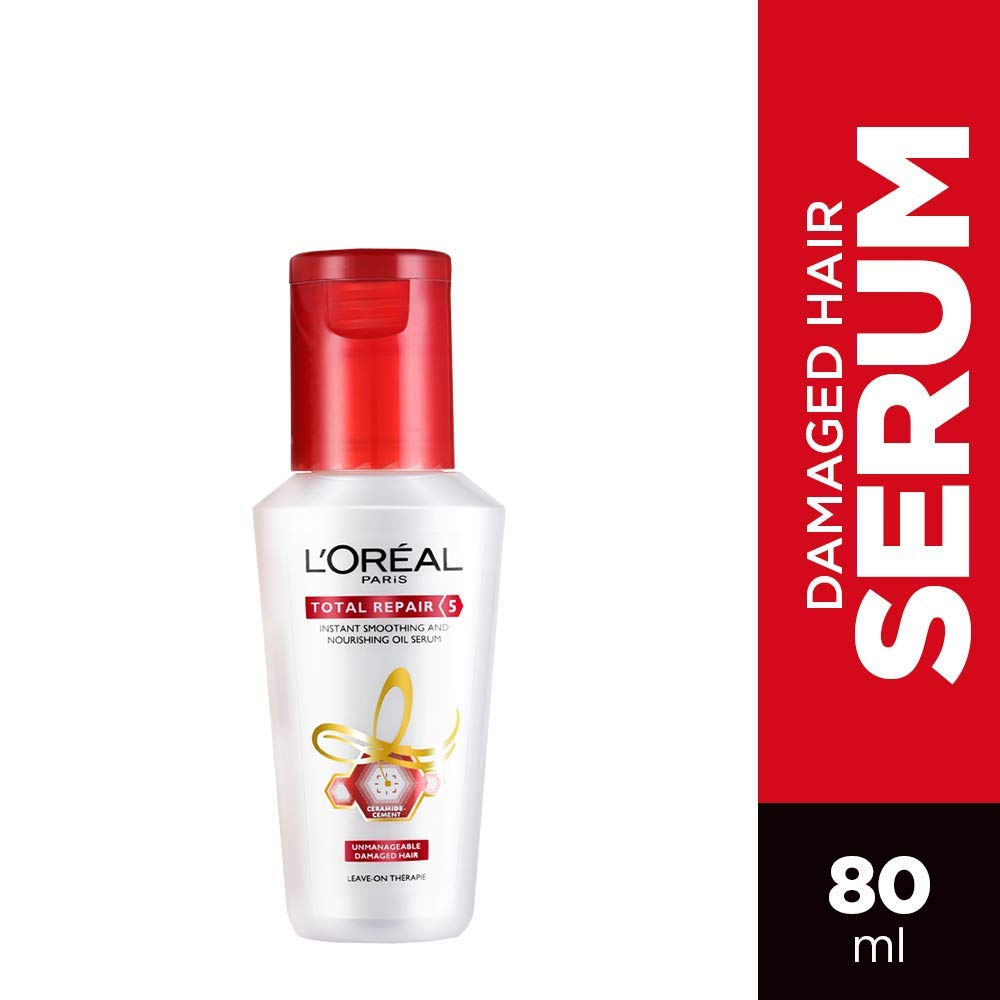 L'ORÉAL
PARiS
TOTAL REPAIR 5
INSTANT SMOOTHING AND
NOURISHING OIL SERUM
CERAMIDE-
CEMENT
UNMANAGEABLE
DAMAGED HAIR
LEAVE-ON THÉRAPIE
DAMAGED HAIR
SERUM
80
ml